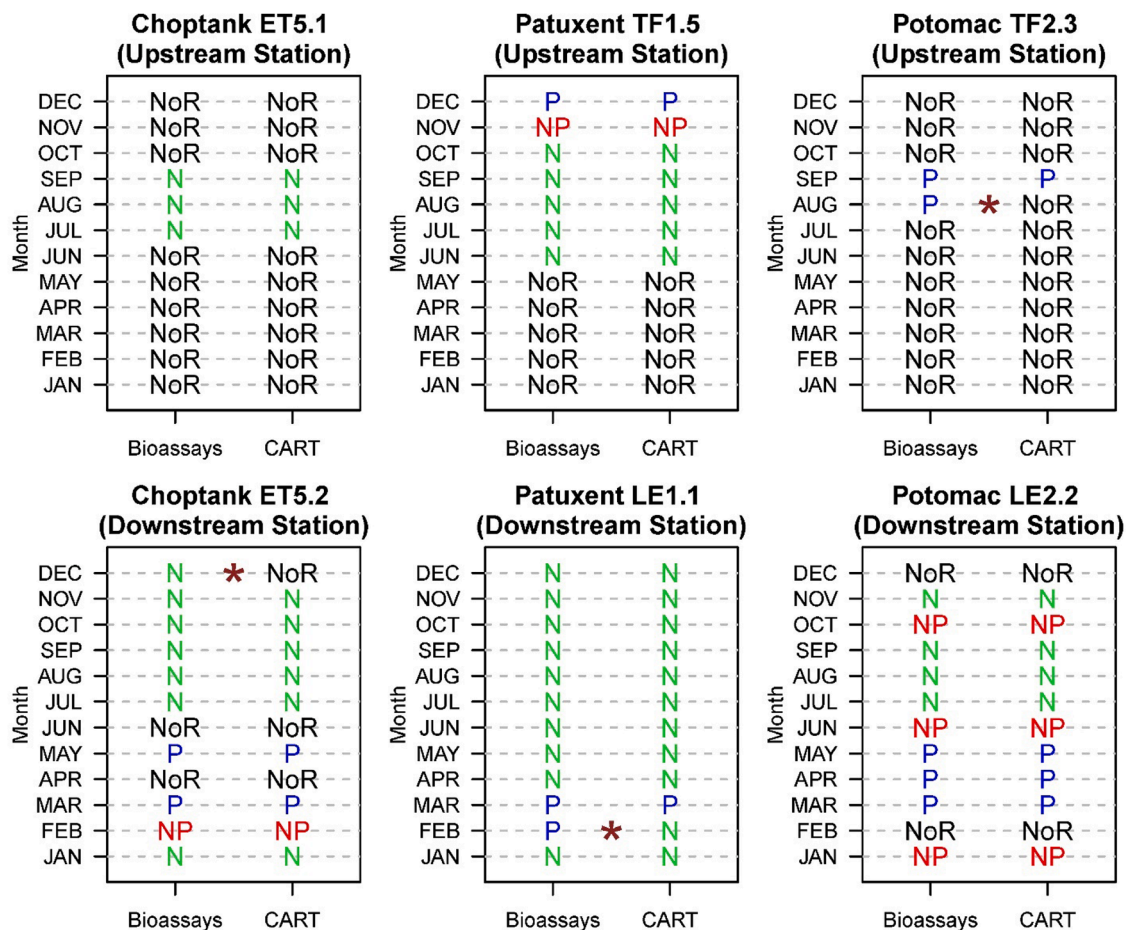 Choptank ET5.1
(Upstream Station)
Month
DEC NoR NoR
NOV NoR NoR
OCT NoR NoR
SEP N N
AUG N N
JUL N N
JUN NoR NoR
MAY NoR NoR
APR NoR NoR
MAR NoR NoR
FEB NoR NoR
JAN NoR NoR
Bioassays CART
Patuxent TF1.5
(Upstream Station)
Month
DEC P P
NOV NP NP
OCT N N
SEP N N
AUG N N
JUL N N
JUN N N
MAY NoR NoR
APR NoR NoR
MAR NoR NoR
FEB NoR NoR
JAN NoR NoR
Bioassays CART
Potomac TF2.3
(Upstream Station)
Month
DEC NoR NoR
NOV NoR NoR
OCT NoR NoR
SEP P P
AUG P * NoR
JUL NoR NoR
JUN NoR NoR
MAY NoR NoR
APR NoR NoR
MAR NoR NoR
FEB NoR NoR
JAN NoR NoR
Bioassays CART
Choptank ET5.2
(Downstream Station)
Month
DEC N * NoR
NOV N N
OCT N N
SEP N N
AUG N N
JUL N N
JUN NoR NoR
MAY P P
APR NoR NoR
MAR P P
FEB NP NP
JAN N N
Bioassays CART
Patuxent LE1.1
(Downstream Station)
Month
DEC N N
NOV N N
OCT N N
SEP N N
AUG N N
JUL N N
JUN N N
MAY N N
APR N N
MAR P P
FEB P * N
JAN N N
Bioassays CART
Potomac LE2.2
(Downstream Station)
Month
DEC NoR NoR
NOV N N
OCT NP NP
SEP N N
AUG N N
JUL N N
JUN NP NP
MAY P P
APR P P
MAR P P
FEB NoR NoR
JAN NP NP
Bioassays CART